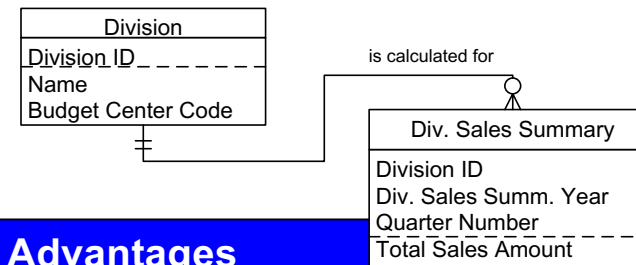 Division
Division ID
Name
Budget Center Code
is calculated for
Div. Sales Summary
Division ID
Div. Sales Summ. Year
Quarter Number
Total Sales Amount
Advantages